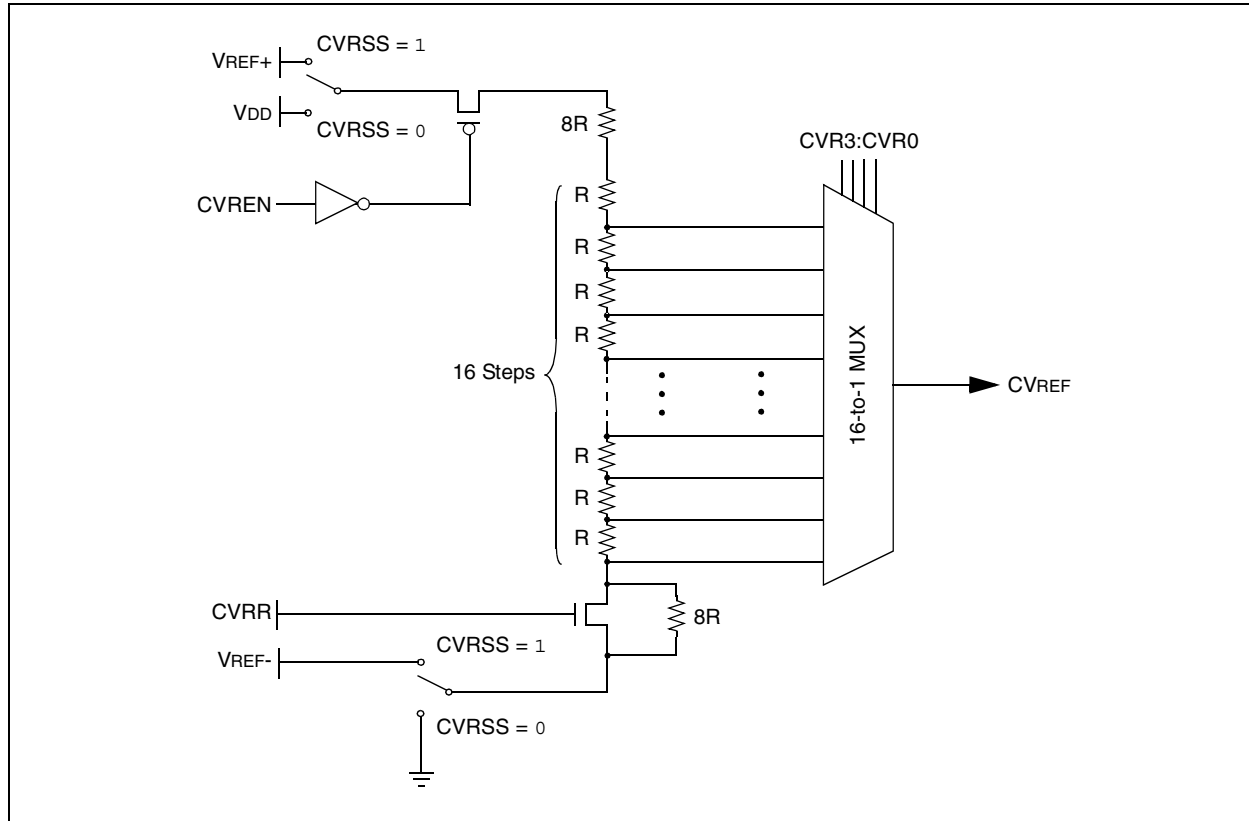 CVRSS = 1
VREF+
VDD
CVRSS = 0
8R
CVR3:CVR0
CVREN
R
R
R
R
16 Steps
16-to-1 MUX
CVREF
R
R
R
CVRR
8R
CVRSS = 1
VREF-
CVRSS = 0